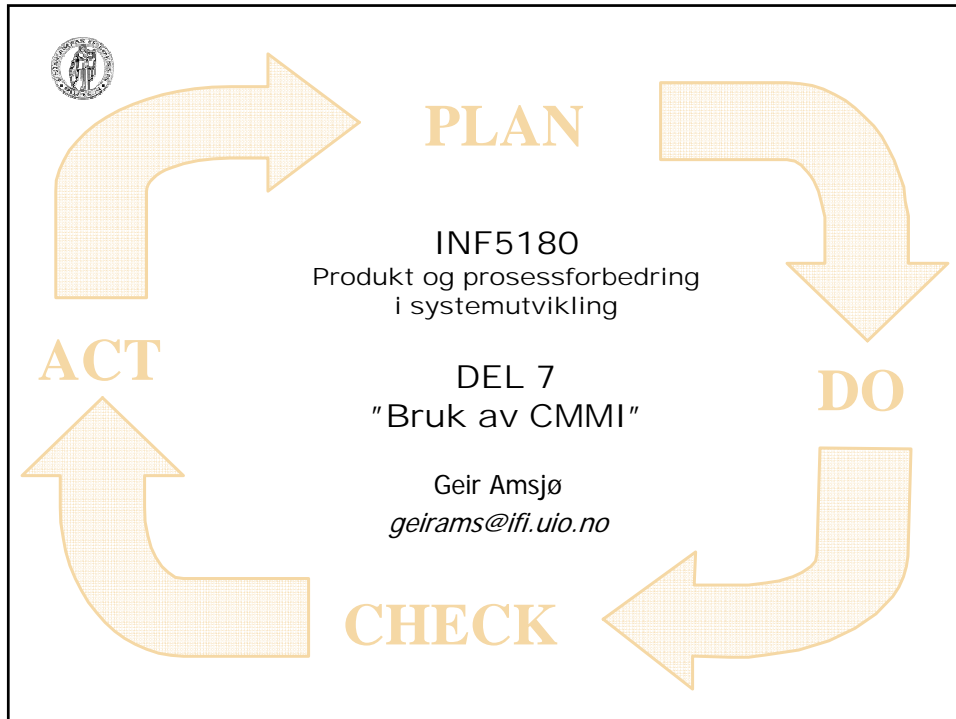 PLAN
INF5180
Produkt og prosessforbedring
i systemutvikling
ACT
DEL 7
"Bruk av CMMI"
DO
Geir Amsjø
geirams@ifi.uio.no
CHECK